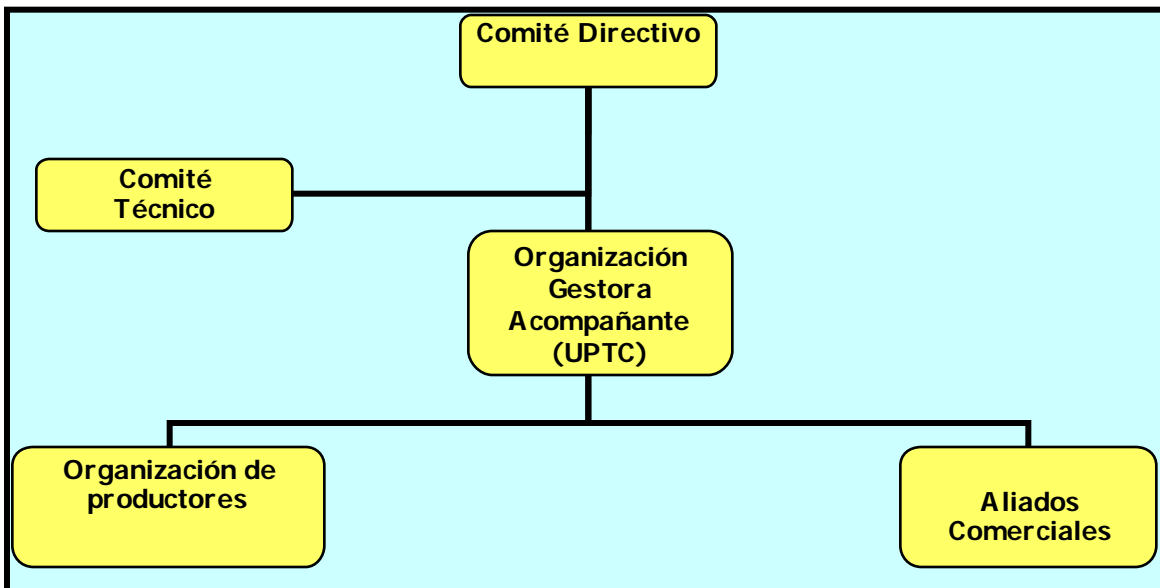 Comité Directivo
Comité
Técnico
Organización
Gestora
Acompañante
(UPTC)
Organización de
productores
Aliados
Comerciales